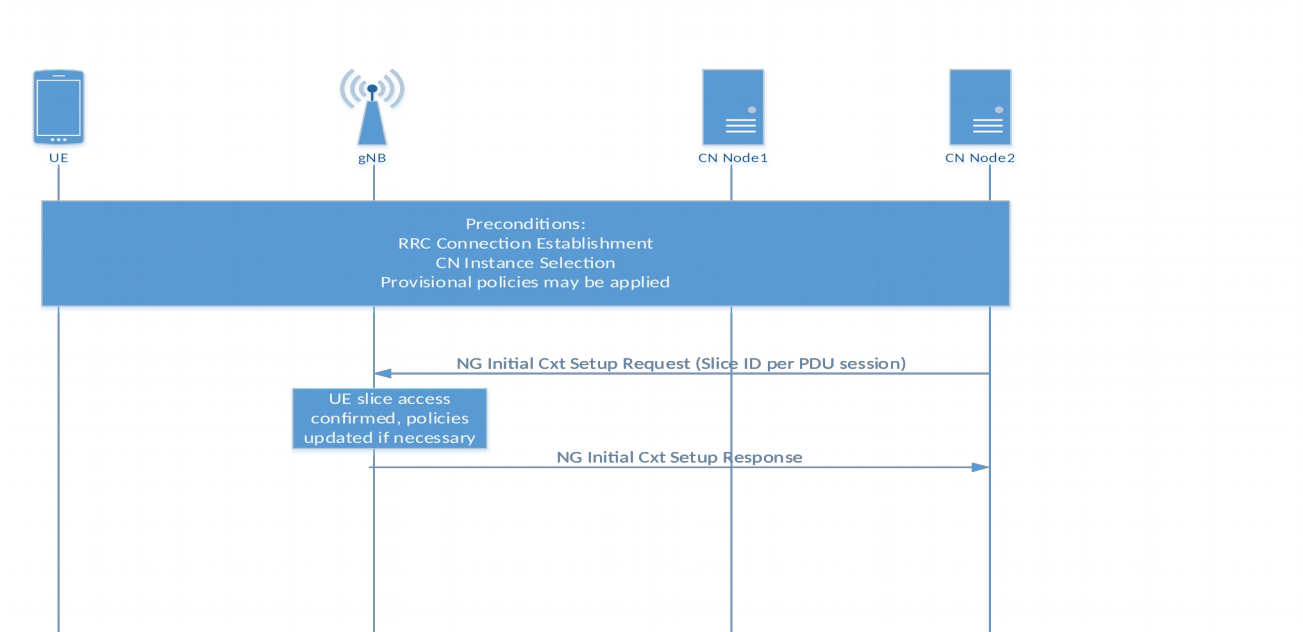 UE
gNB
CN Node1
CN Node2
Preconditions:
RRC Connection Establishment
CN Instance Selection
Provisional policies may be applied
NG Initial Cxt Setup Request (Slice ID per PDU session)
UE slice access
confirmed, policies
updated if necessary
NG Initial Cxt Setup Response